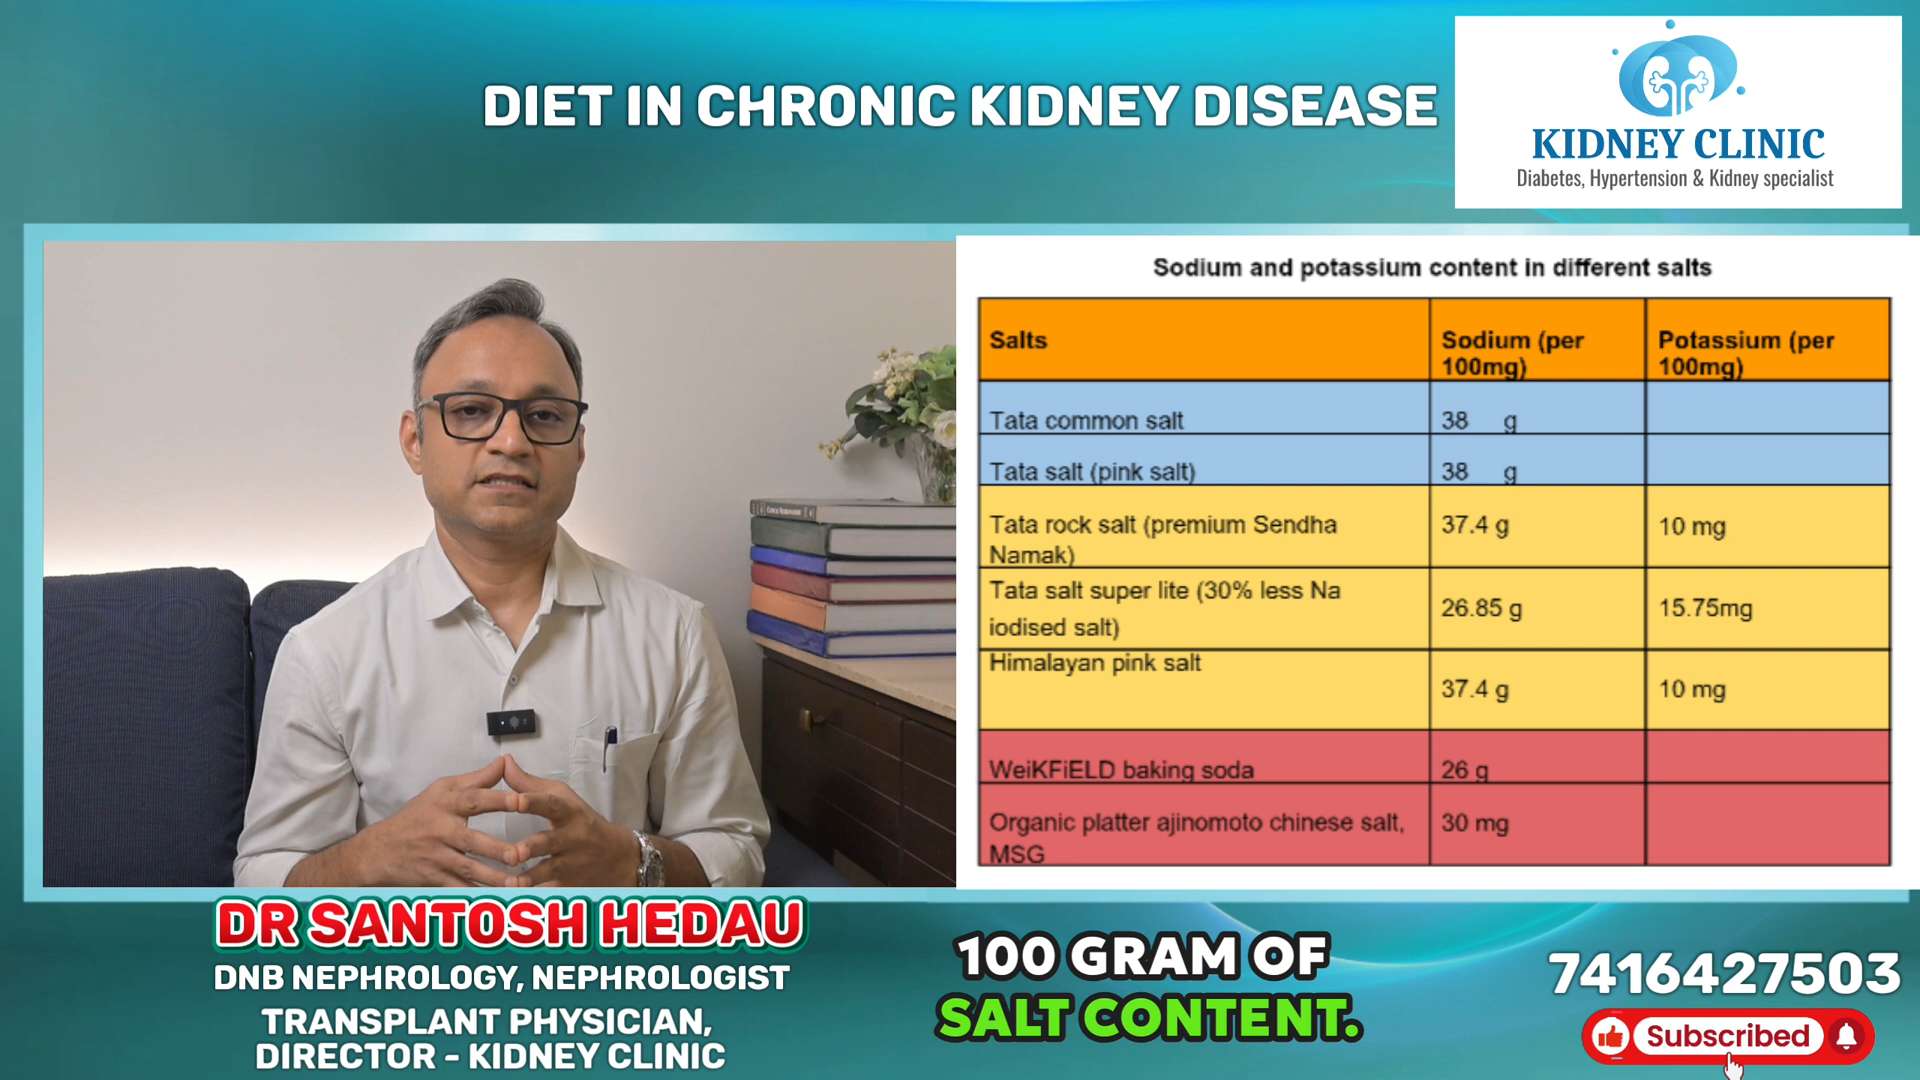 DIET IN CHRONIC KIDNEY DISEASE
KIDNEY CLINIC
Diabetes, Hypertension & Kidney specialist
Sodium and potassium content in different salts
Salts
Sodium (per
100mg)
Potassium (per
100mg)
Tata common salt
38 g
Tata salt (pink salt)
38 g
Tata rock salt (premium Sendha
Namak)
37.4 g
10 mg
Tata salt super lite (30% less Na
iodised salt)
26.85 g
15.75mg
Himalayan pink salt
37.4 g
10 mg
WeiKFiELD baking soda
26 g
Organic platter ajinomoto chinese salt,
MSG
30 mg
DR SANTOSH HEDAU
DNB NEPHROLOGY, NEPHROLOGIST
TRANSPLANT PHYSICIAN,
DIRECTOR - KIDNEY CLINIC
100 GRAM OF
SALT CONTENT.
7416427503
Subscribed